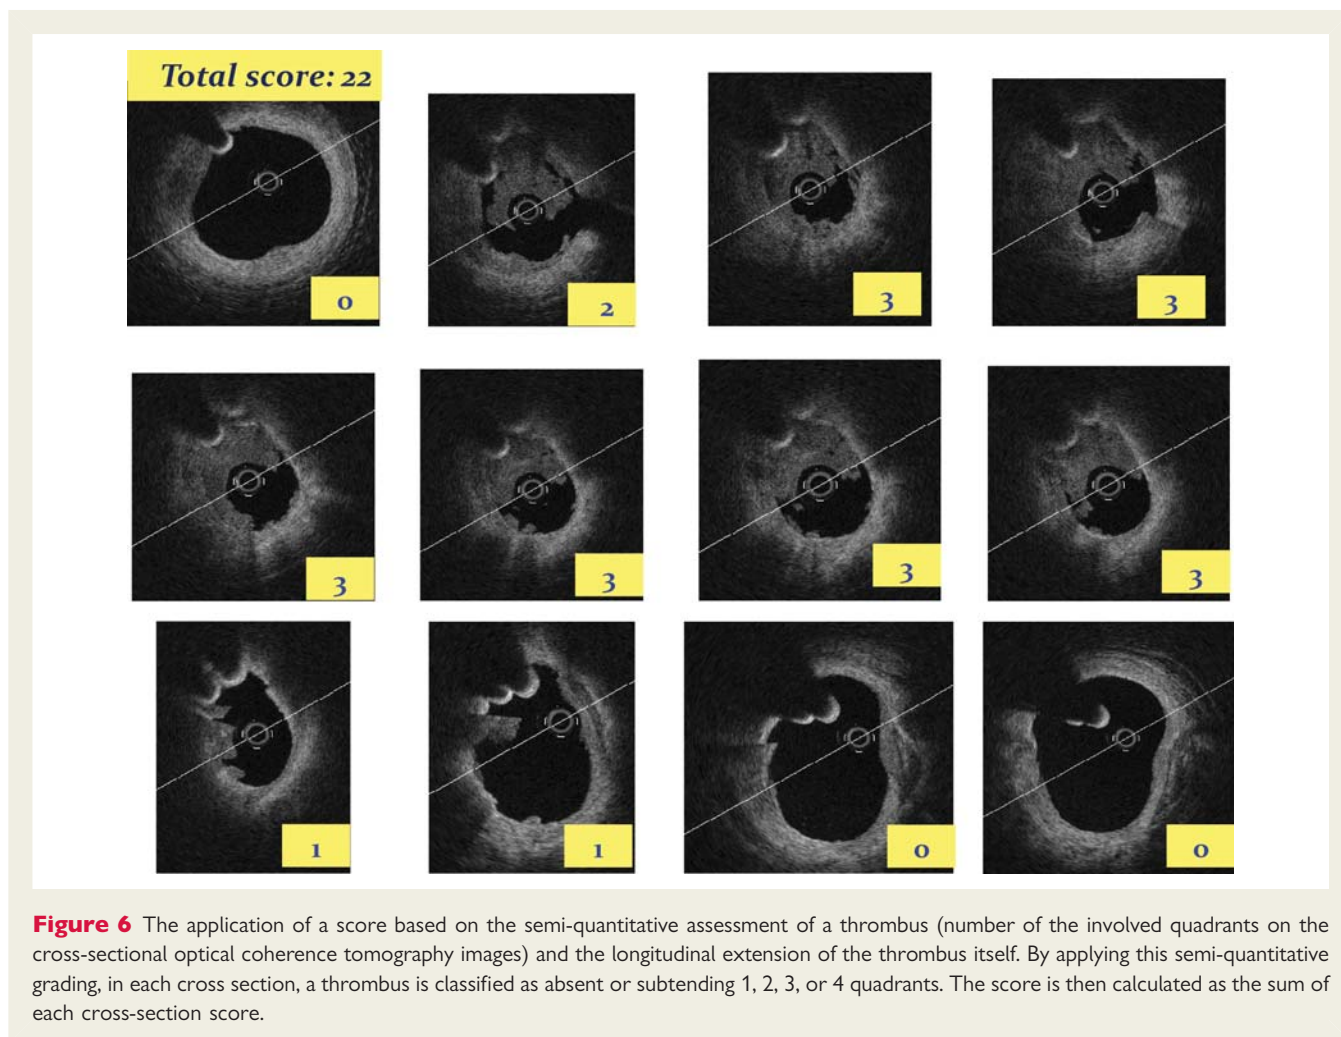 Total score: 22
0
2
3
3
3
3
3
3
1
1
0
0
Figure 6 The application of a score based on the semi-quantitative assessment of a thrombus (number of the involved quadrants on the
cross-sectional optical coherence tomography images) and the longitudinal extension of the thrombus itself. By applying this semi-quantitative
grading, in each cross section, a thrombus is classified as absent or subtending 1, 2, 3, or 4 quadrants. The score is then calculated as the sum of
each cross-section score.